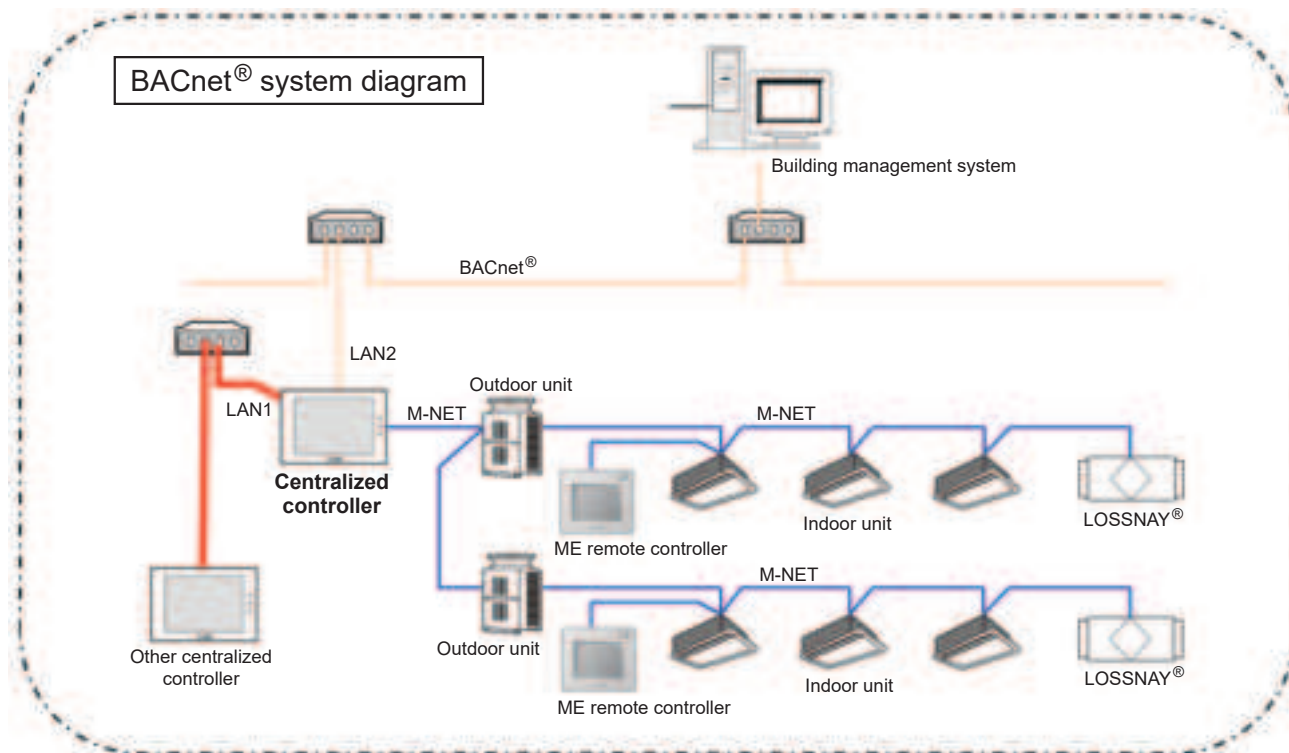 BACnet® system diagram
Building management system
BACnet®
LAN2
Outdoor unit
LAN1
M-NET
M-NET
Centralized
controller
Indoor unit
LOSSNAY®
ME remote controller
M-NET
Other centralized
controller
Outdoor unit
Indoor unit
LOSSNAY®
ME remote controller